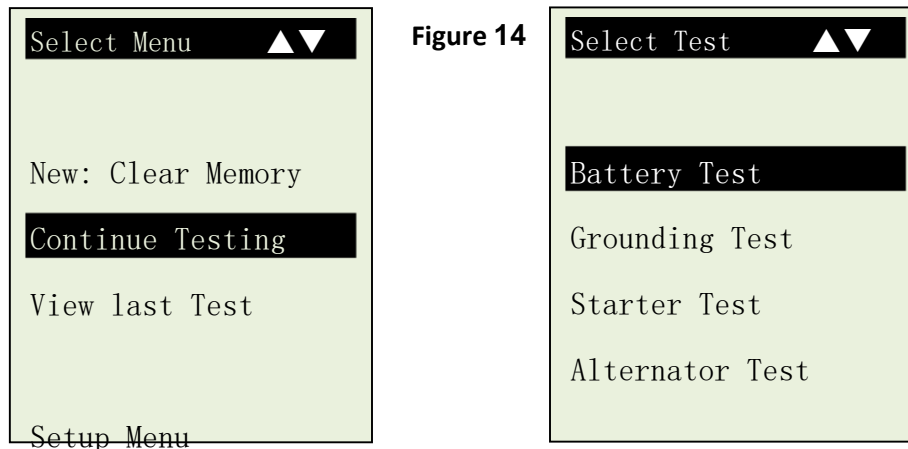 Select Menu ▲▼
New: Clear Memory
Continue Testing
View last Test
Setup Menu
Figure 14
Select Test ▲▼
Battery Test
Grounding Test
Starter Test
Alternator Test